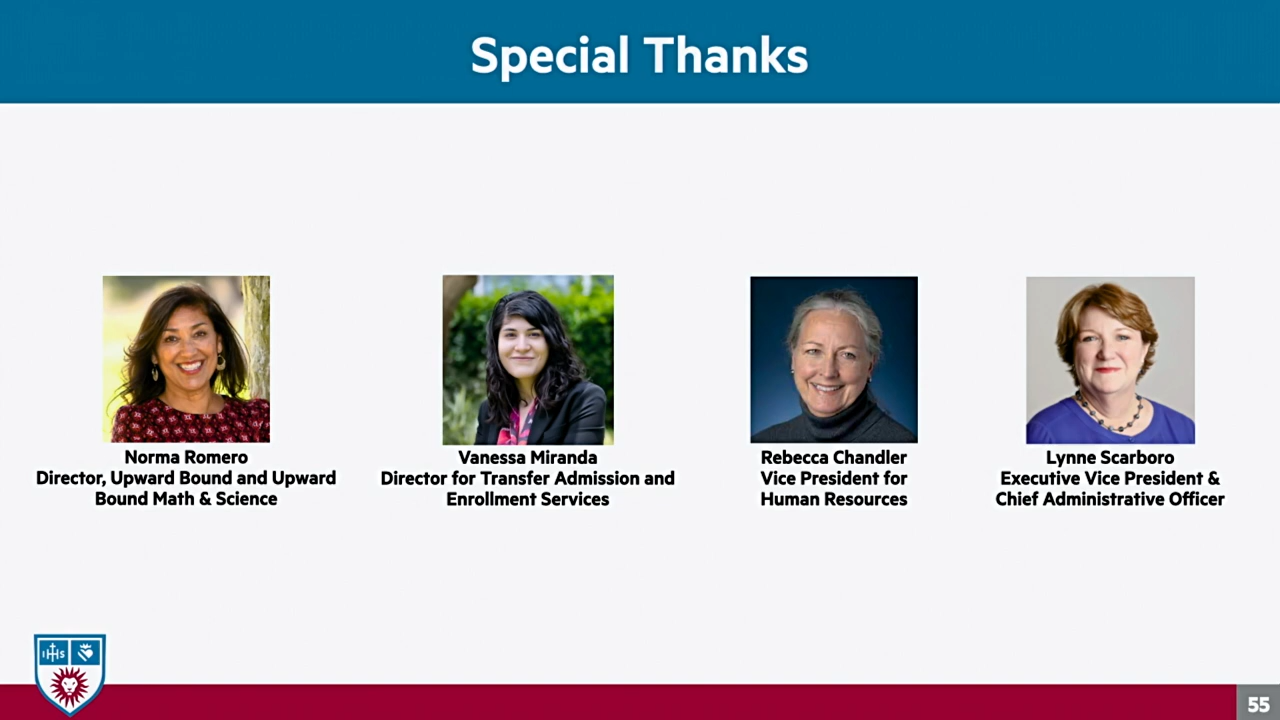 Special Thanks
Norma Romero
Director, Upward Bound and Upward
Bound Math & Science
Vanessa Miranda
Director for Transfer Admission and
Enrollment Services
Rebecca Chandler
Vice President for
Human Resources
Lynne Scarboro
Executive Vice President &
Chief Administrative Officer
IHS
55